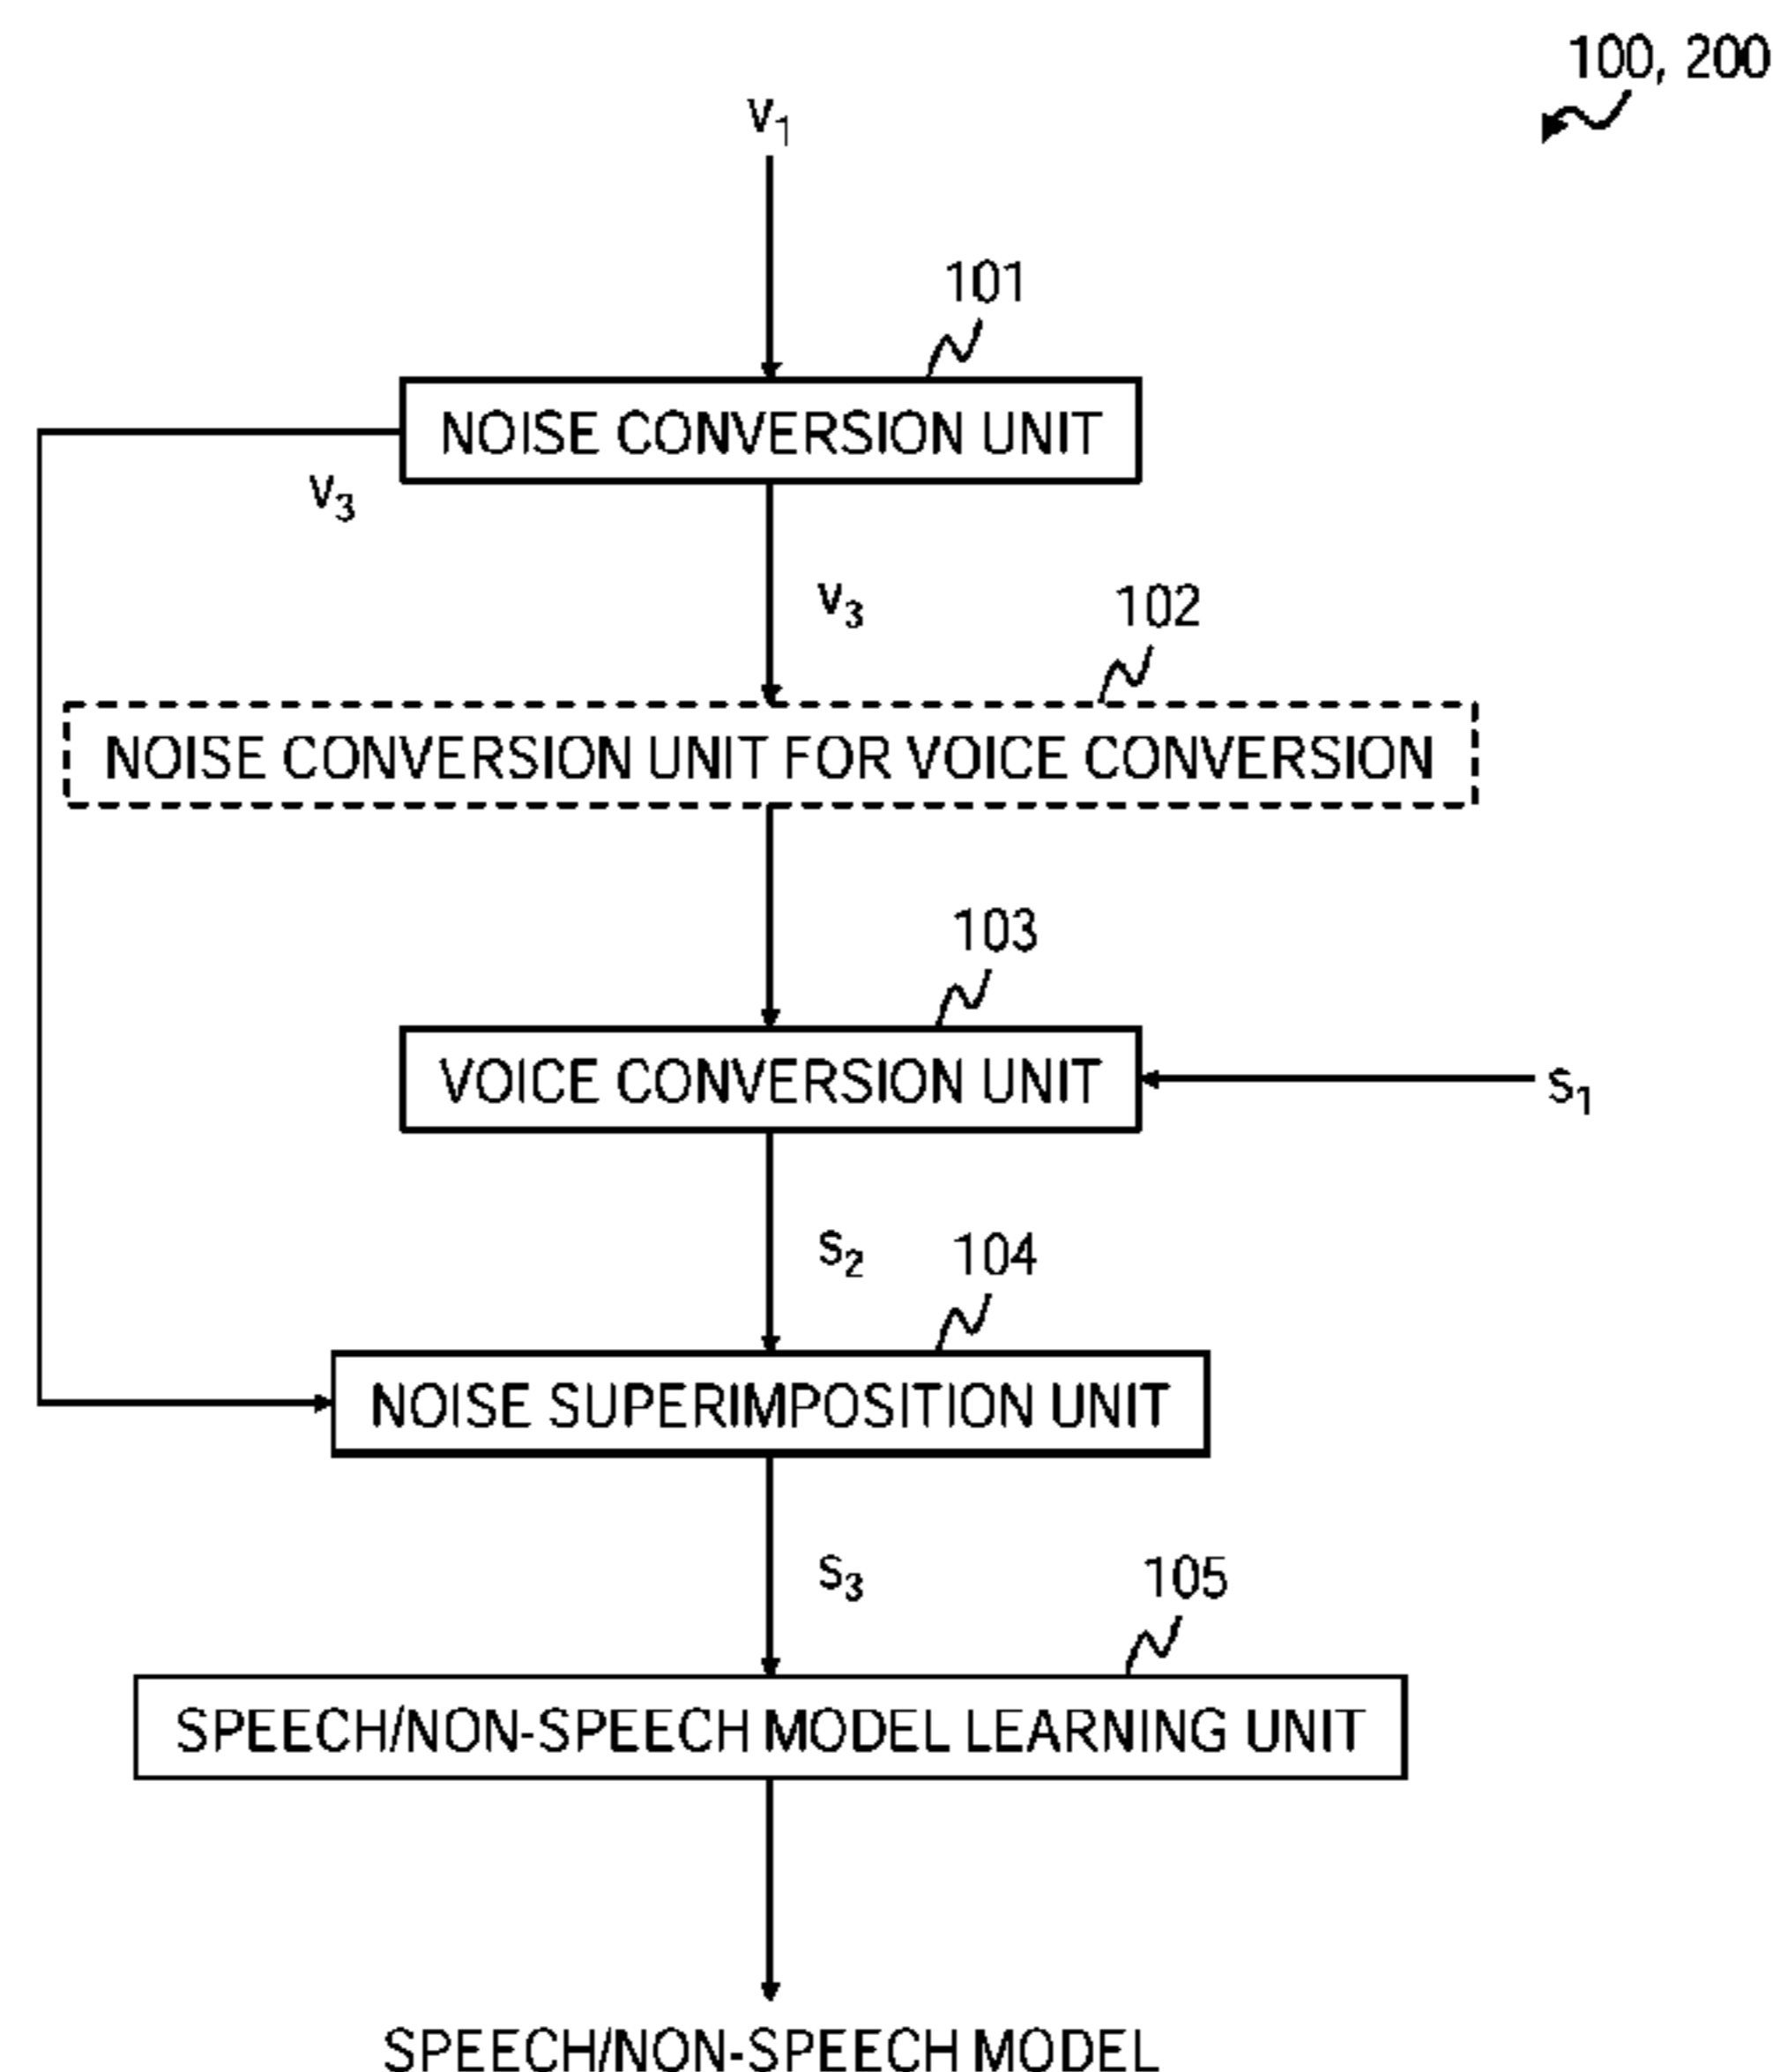 100, 200
v1
101
NOISE CONVERSION UNIT
v3
v3
102
NOISE CONVERSION UNIT FOR VOICE CONVERSION
103
VOICE CONVERSION UNIT
s1
s2
104
NOISE SUPERIMPOSITION UNIT
s3
105
SPEECH/NON-SPEECH MODEL LEARNING UNIT
SPEECH/NON-SPEECH MODEL